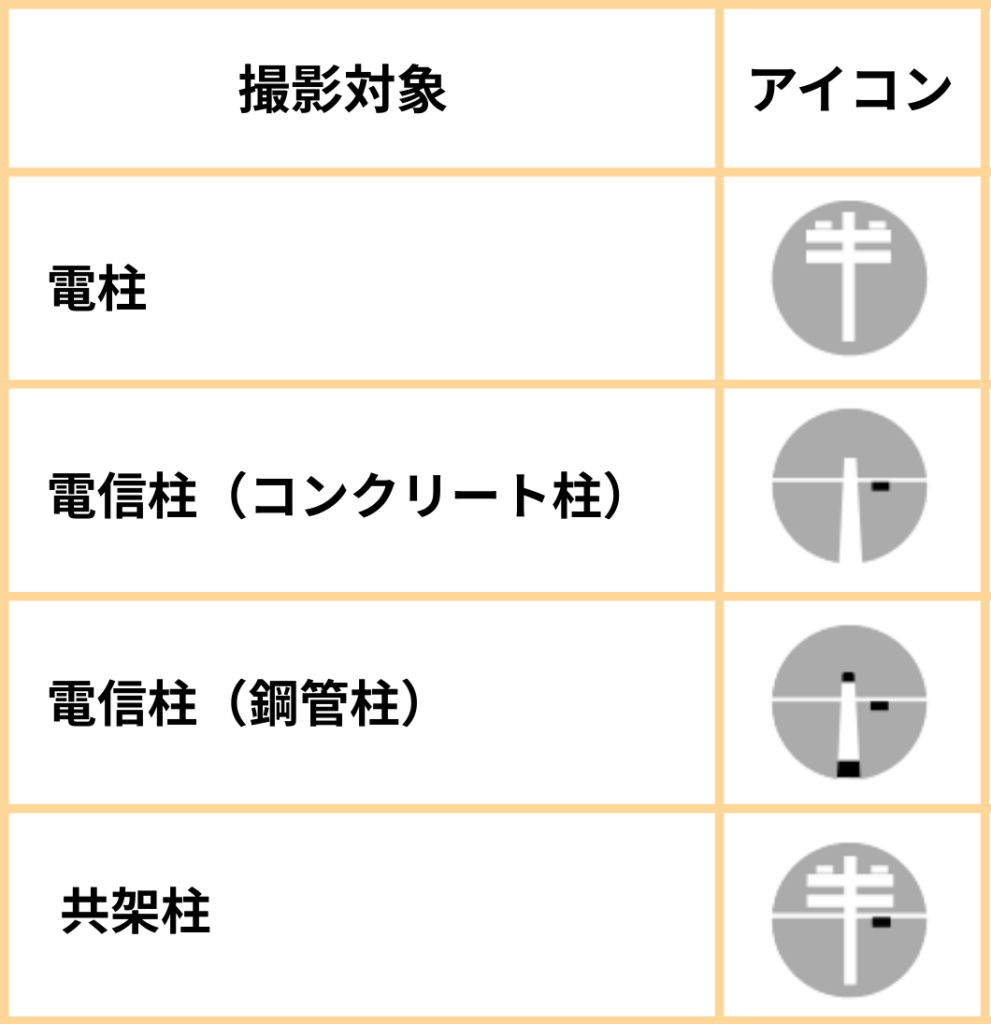 撮影対象
アイコン
電柱
電信柱（コンクリート柱）
電信柱（鋼管柱）
共架柱